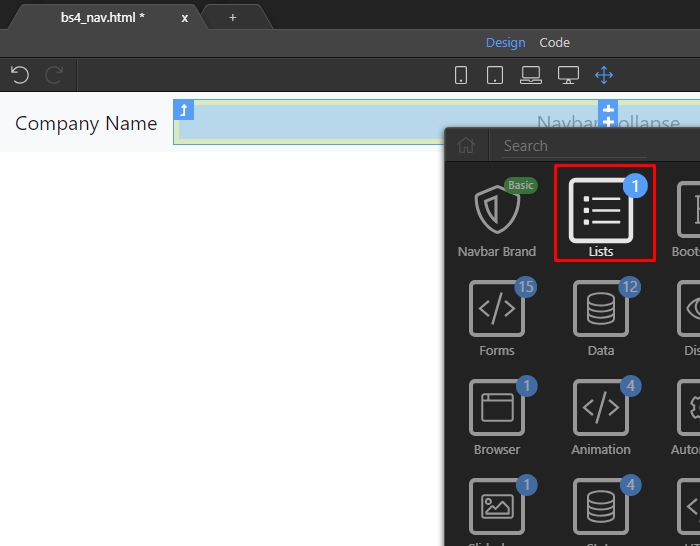 bs4_nav.html * x +
Design Code
Company Name
Navbar Collapse
Search
Basic
1
Navbar Brand
Lists
Boots
15
12
Forms
Data
Dis
1
4
Browser
Animation
Autom
1
4